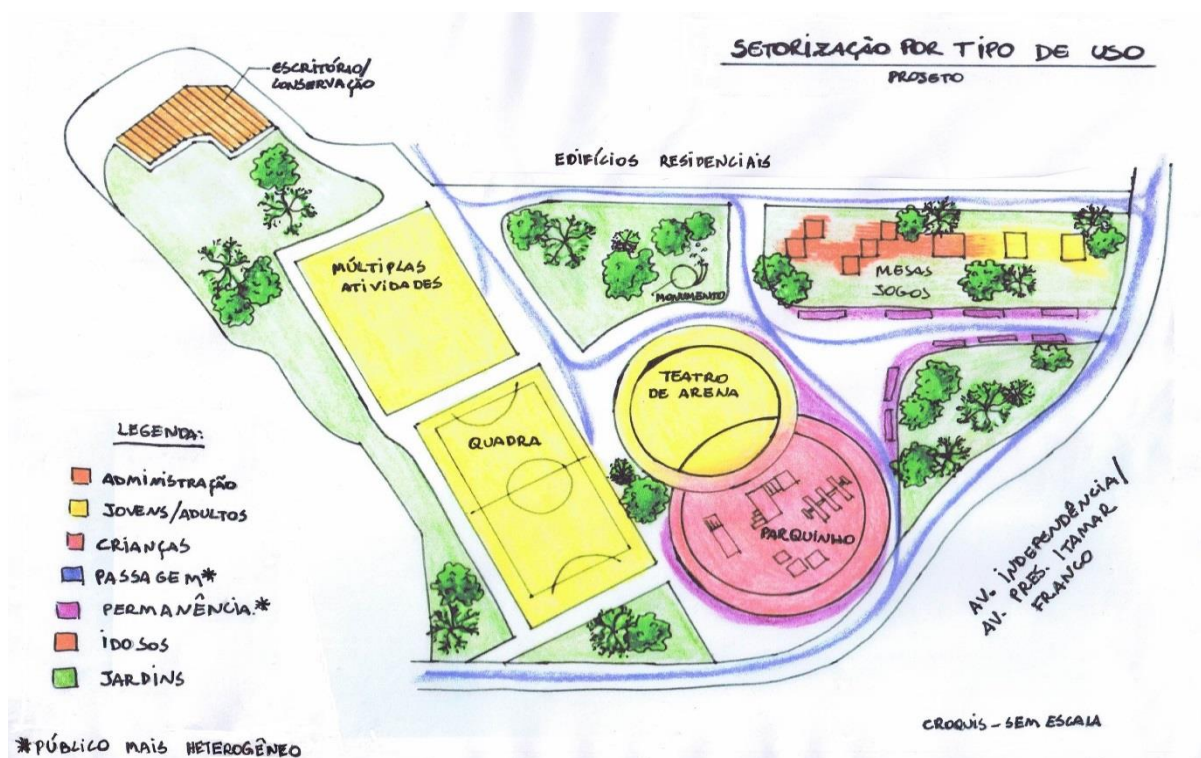 SETORIZAÇÃO POR TIPO DE USO
PROJETO
ESCRITÓRIO/
CONSERVAÇÃO
EDIFÍCIOS RESIDENCIAIS
MÚLTIPLAS
ATIVIDADES
MONUMENTO
MESAS
JOGOS
TEATRO
DE ARENA
QUADRA
PARQUINHO
AV. INDEPENDÊNCIA/
AV. PRES. ITAMAR
FRANCO
LEGENDA:
ADMINISTRAÇÃO
JOVENS/ADULTOS
CRIANÇAS
PASSAGEM*
PERMANÊNCIA.*
IDOSOS
JARDINS
*PÚBLICO MAIS HETEROGÊNEO
CROQUIS - SEM ESCALA